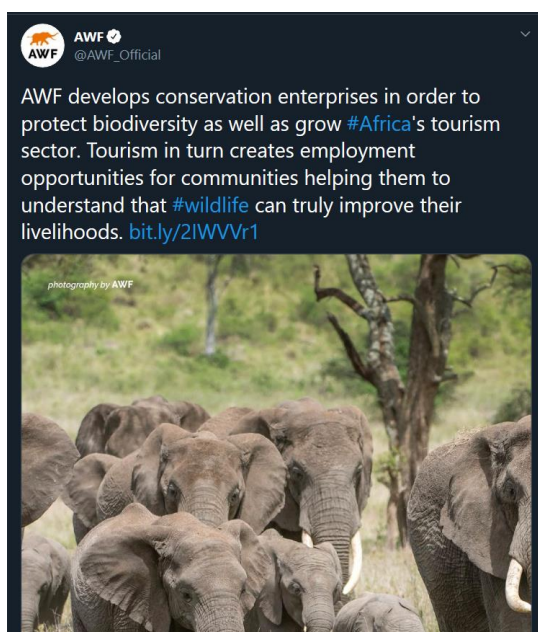 AWF
AWF
@AWF_Official
AWF develops conservation enterprises in order to
protect biodiversity as well as grow #Africa's tourism
sector. Tourism in turn creates employment
opportunities for communities helping them to
understand that #wildlife can truly improve their
livelihoods. bit.ly/2IWVVr1
photography by AWF